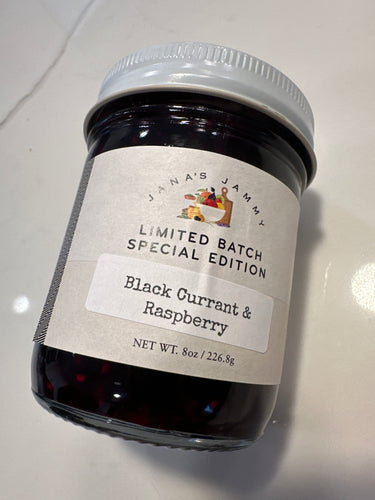 JANA'S JAMMY
LIMITED BATCH
SPECIAL EDITION
Black Currant &
Raspberry
NET WT. 8oz / 226.8g